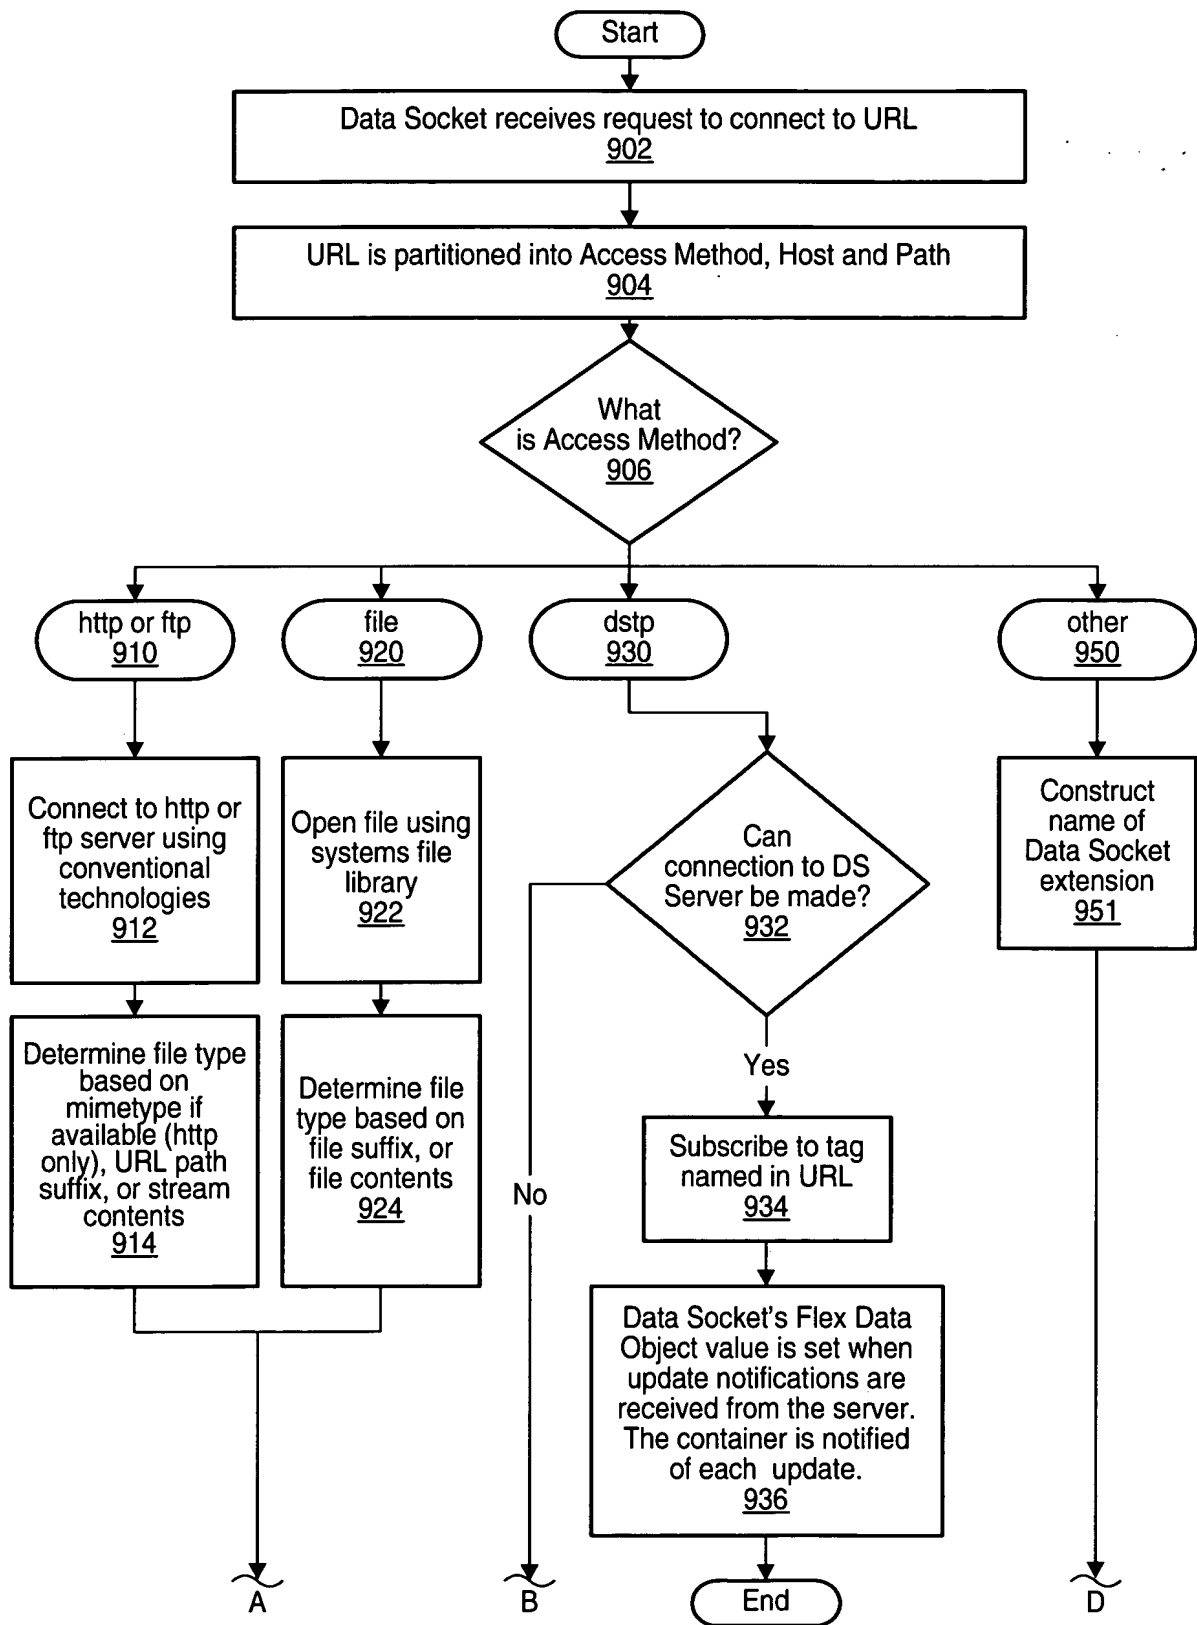 Start
Data Socket receives request to connect to URL
902
URL is partitioned into Access Method, Host and Path
904
What
is Access Method?
906
http or ftp
910
file
920
dstp
930
other
950
Connect to http or
ftp server using
conventional
technologies
912
Open file using
systems file
library
922
Can
connection to DS
Server be made?
932
Construct
name of
Data Socket
extension
951
Determine file type
based on
mimetype if
available (http
only), URL path
suffix, or stream
contents
914
Determine file
type based on
file suffix, or
file contents
924
No
Yes
Subscribe to tag
named in URL
934
Data Socket's Flex Data
Object value is set when
update notifications are
received from the server.
The container is notified
of each update.
936
A
B
End
D